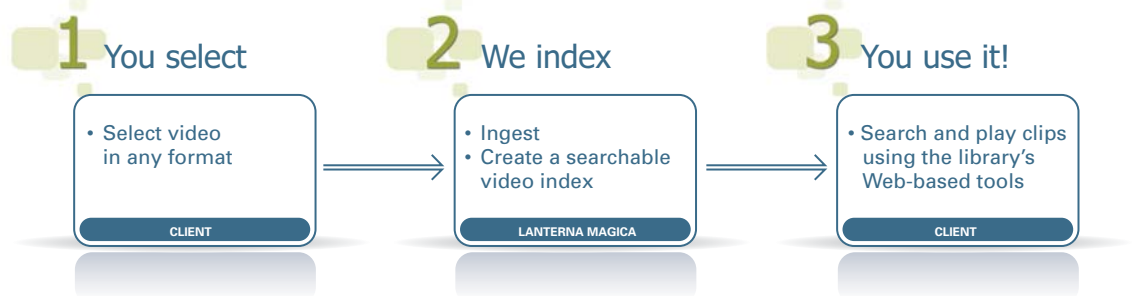 1 You select
• Select video
in any format
CLIENT
2 We index
• Ingest
• Create a searchable
video index
LANTERNA MAGICA
3 You use it!
• Search and play clips
using the library's
Web-based tools
CLIENT